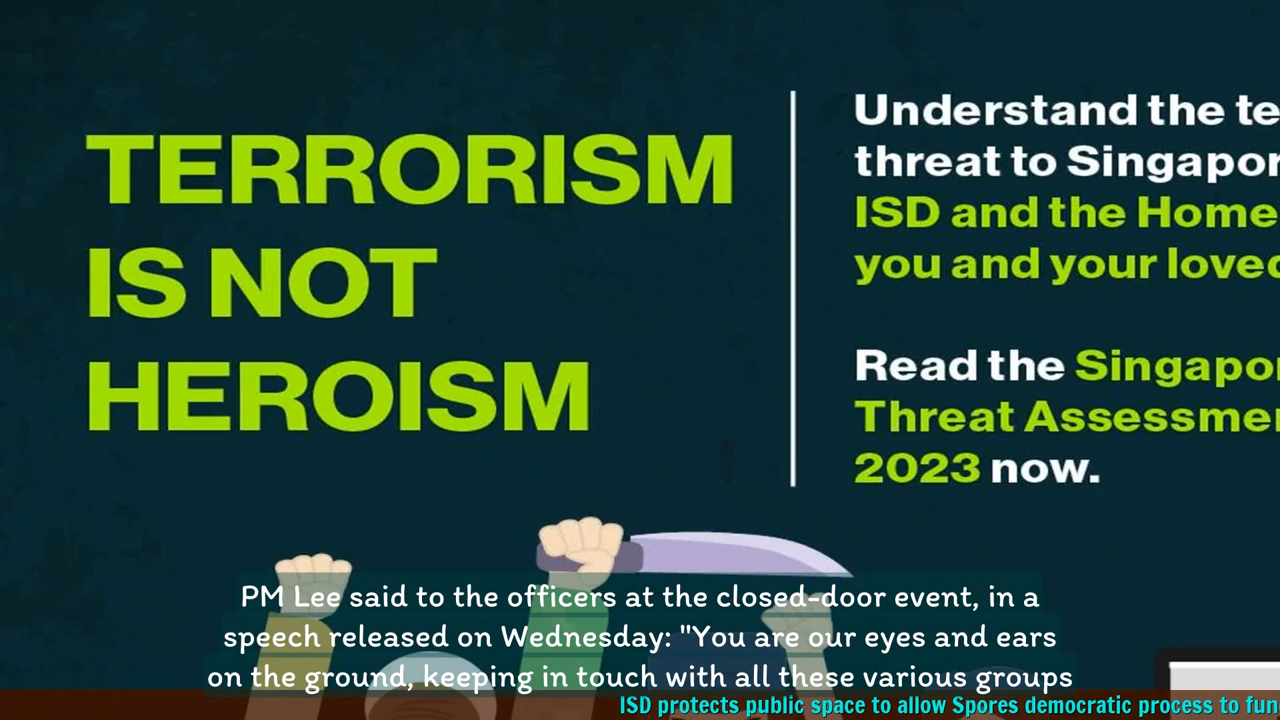 TERRORISM
IS NOT
HEROISM
Understand the te
threat to Singapor
ISD and the Home
you and your loved
Read the Singapor
Threat Assessmen
2023 now.
PM Lee said to the officers at the closed-door event, in a
speech released on Wednesday: "You are our eyes and ears
on the ground, keeping in touch with all these various groups
ISD protects public space to allow Spores democratic process to fun